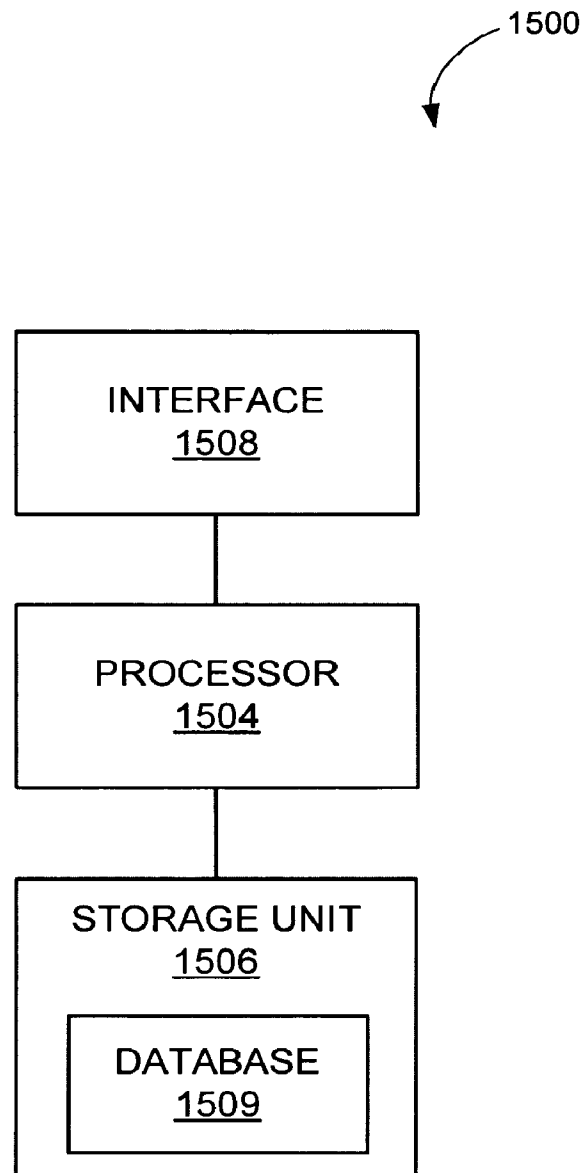 1500
INTERFACE
1508
PROCESSOR
1504
STORAGE UNIT
1506
DATABASE
1509